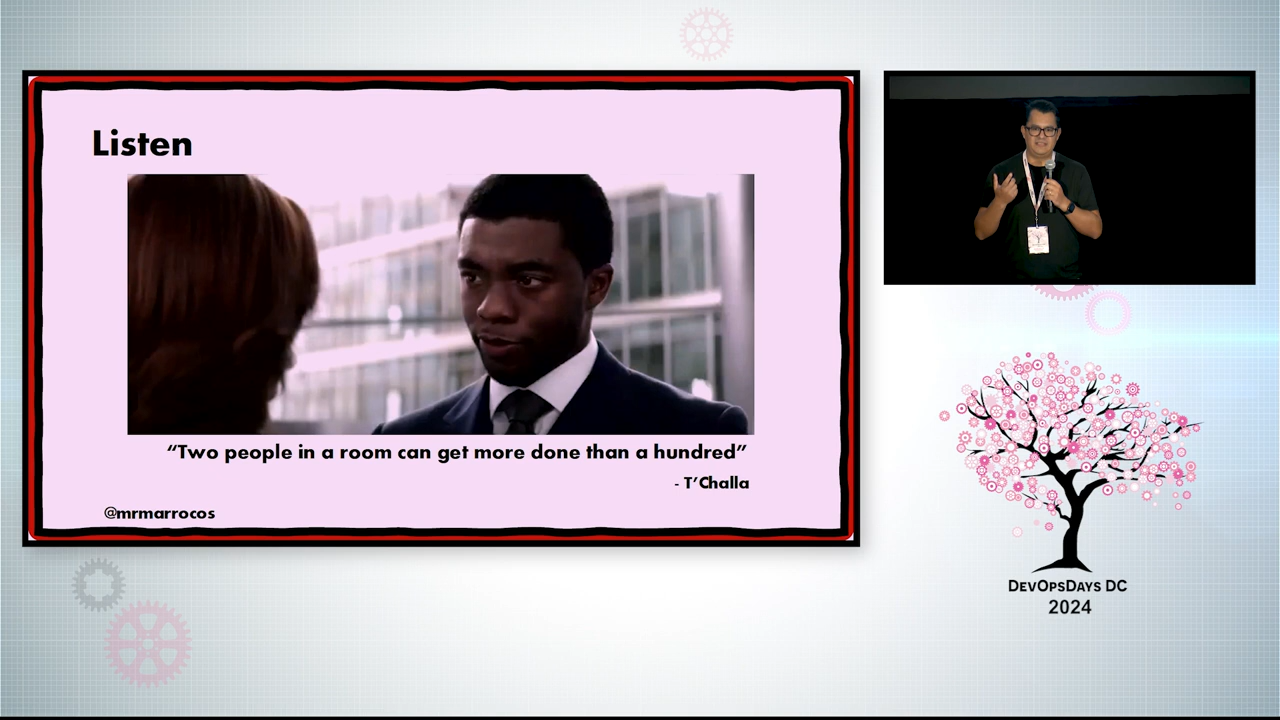 Listen
“Two people in a room can get more done than a hundred”
- T’Challa
@mrmarrocos
DevOpsDays DC
2024